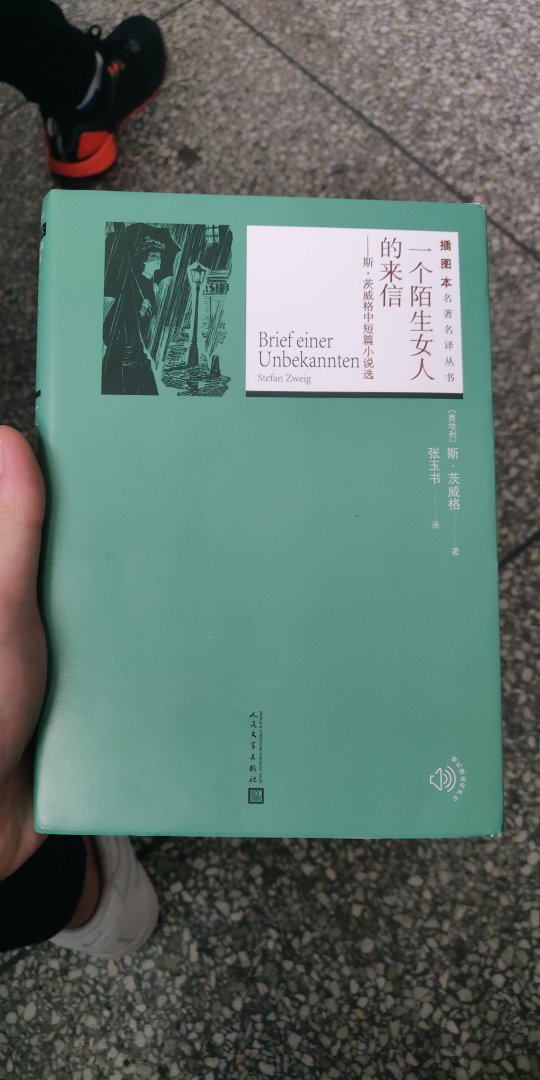 插图本名著名译丛书
一个陌生女人
的来信
——斯·茨威格中短篇小说选
Brief einer
Unbekannten
Stefan Zweig
〔奥地利〕斯·茨威格——著
张玉书——译
人民文学出版社